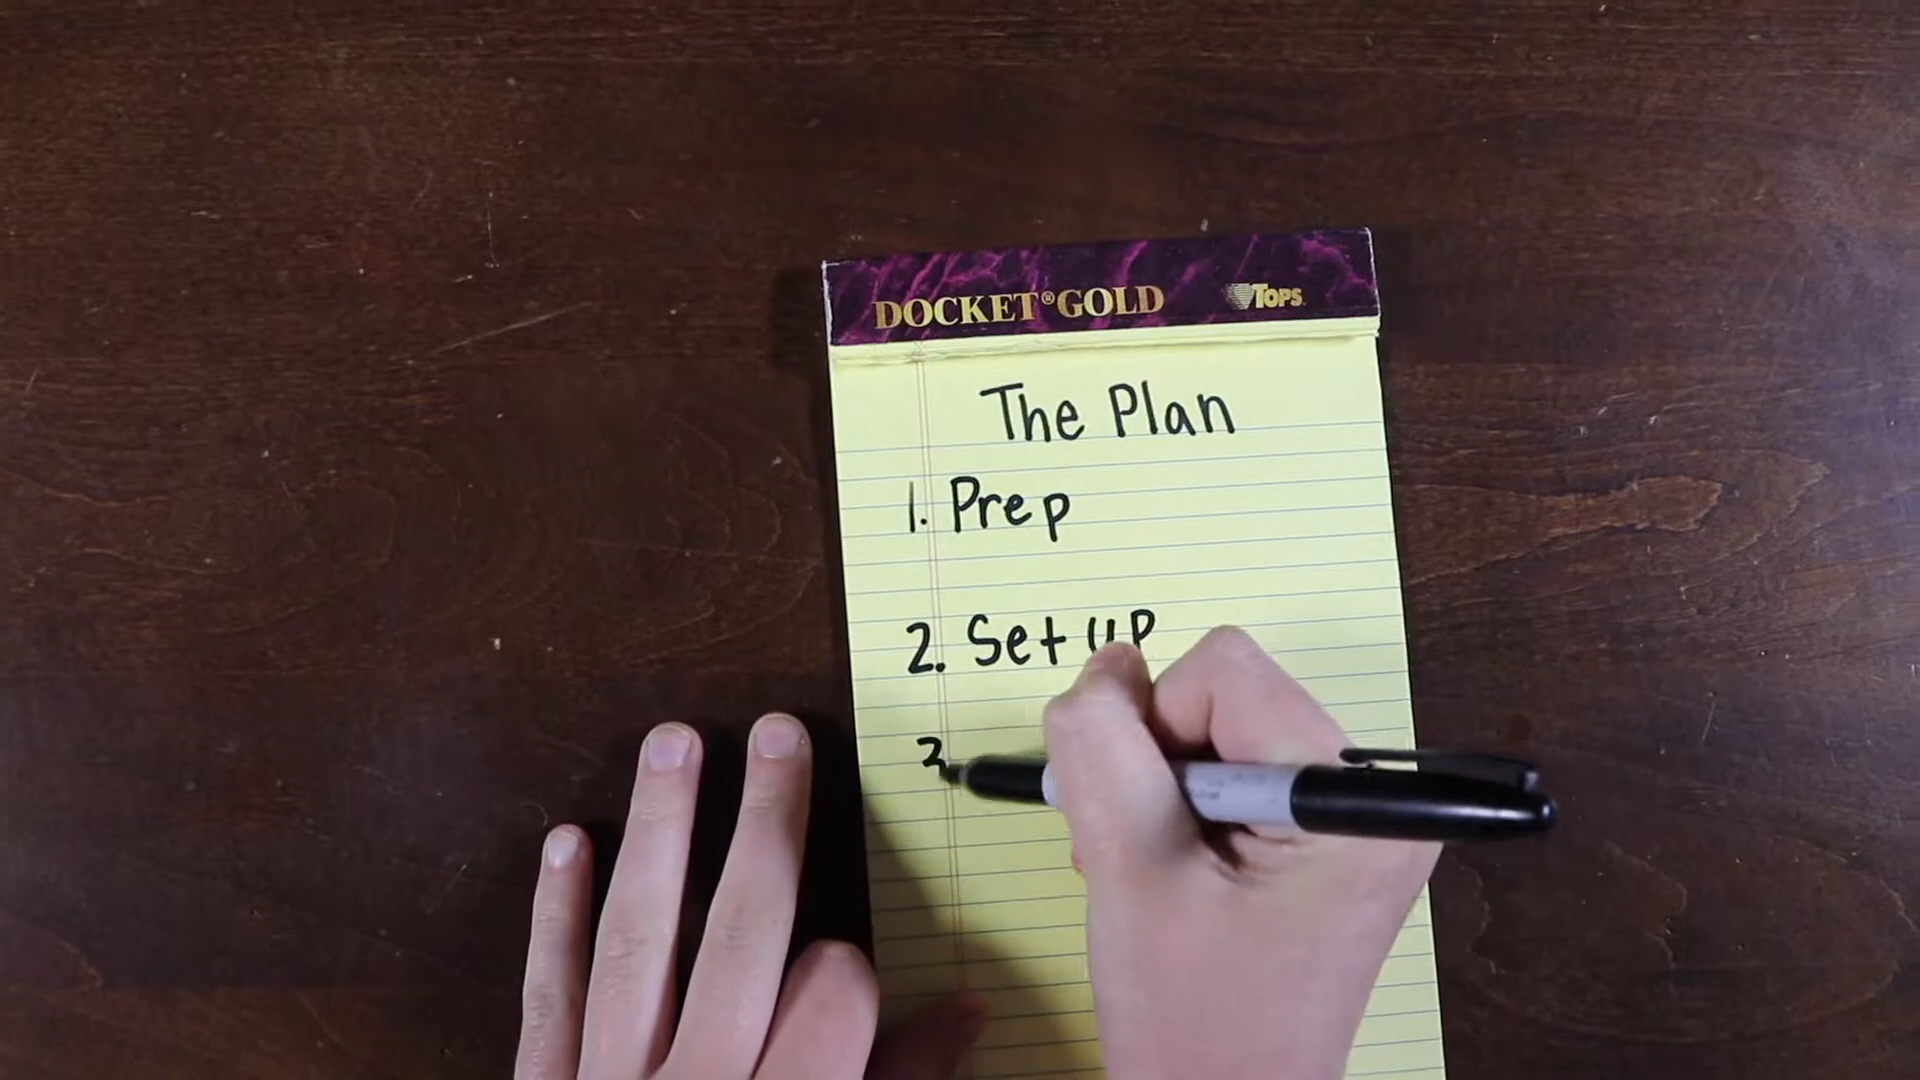 DOCKET® GOLD TOPS
The Plan
1. Prep
2. Set up
3